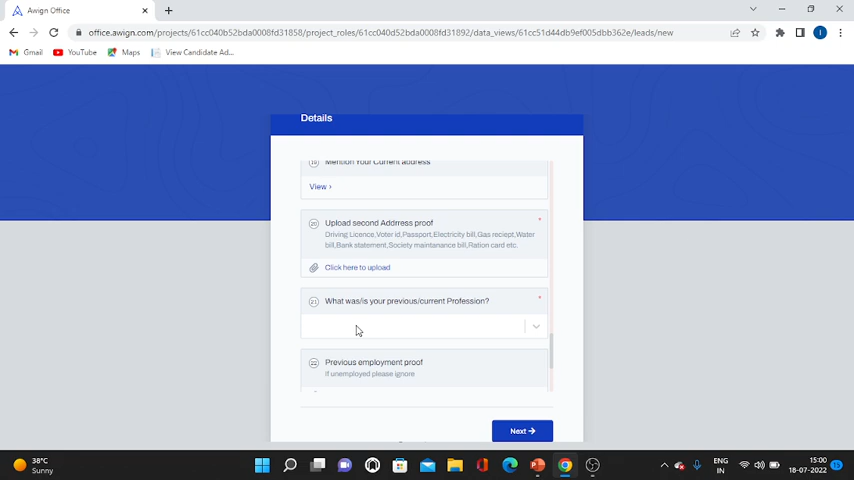 Awign Office
office.awign.com/projects/61cc040b52bda0008fd31858/project_roles/61cc040d52bda0008fd31892/data_views/61cc51d44db9ef005dbb362e/leads/new
Gmail YouTube Maps View Candidate Ad...
I
Details
19 Mention Your Current address
View ›
20 Upload second Addrress proof *
Driving Licence,Voter id,Passport,Electricity bill,Gas reciept,Water
bill,Bank statement,Society maintanance bill,Ration card etc.
Click here to upload
21 What was/is your previous/current Profession? *
22 Previous employment proof
If unemployed please ignore
Next →
38°C
Sunny
ENG
IN
15:00
18-07-2022
15